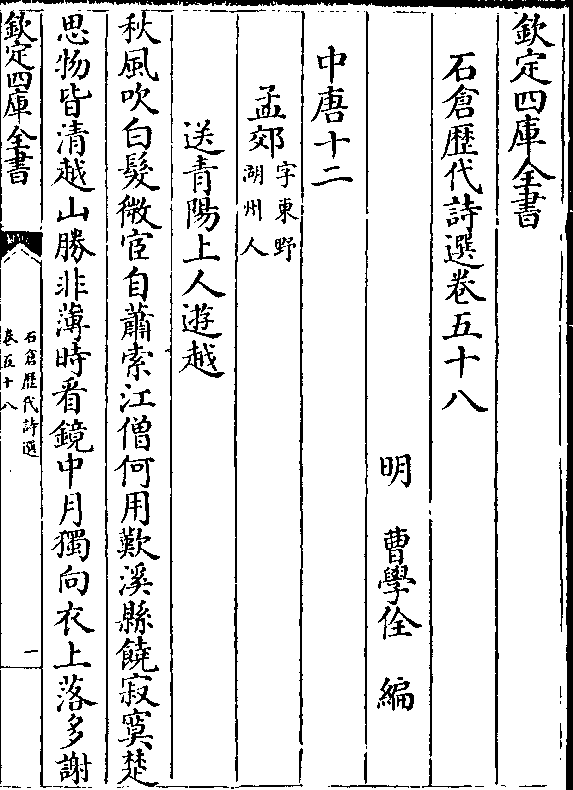 欽定四庫全書
石倉歷代詩選卷五十八
明 曹學佺 編
中唐十二
孟郊字東野
湖州人
送青陽上人遊越
秋風吹白髮微宦自蕭索江僧何用歎溪縣饒寂寞楚
思物皆清越山勝非薄時看鏡中月獨向衣上落多謝
欽定四庫全書
石倉歷代詩選
卷五十八
一